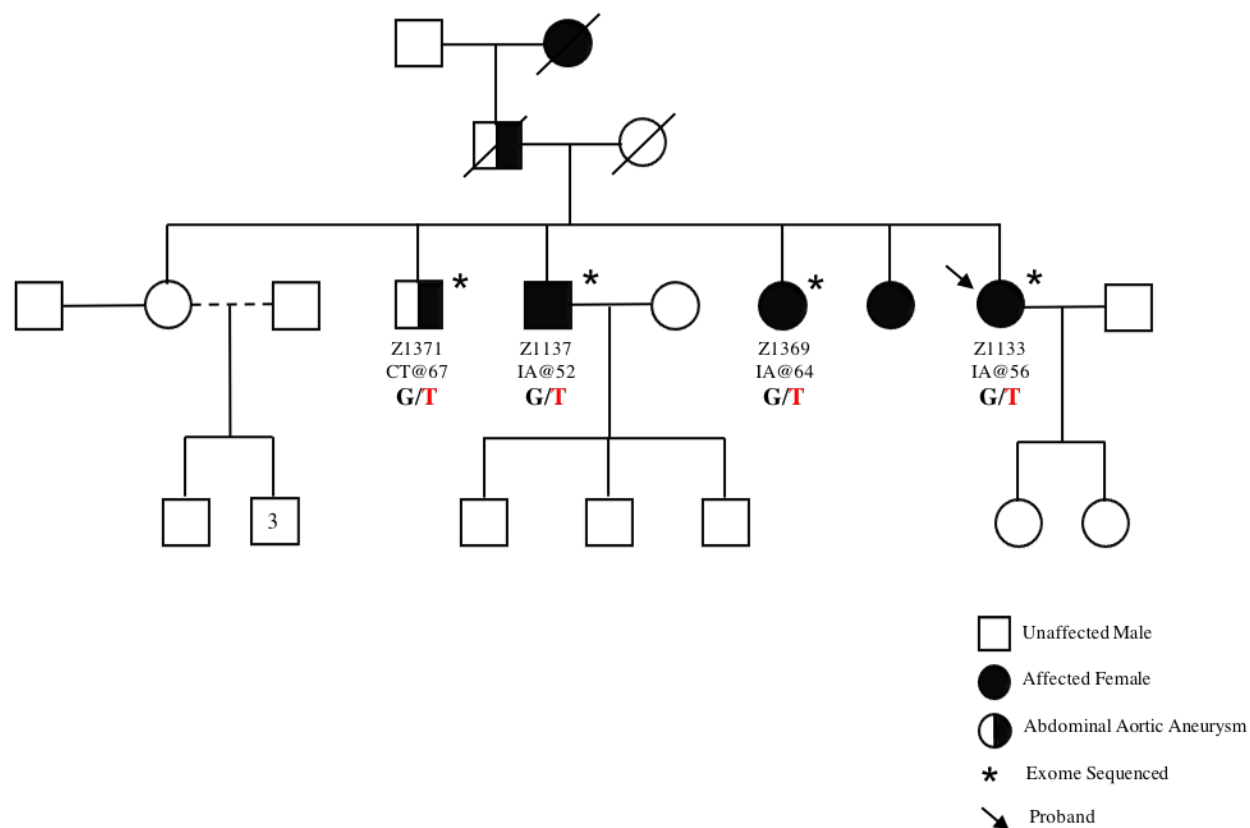 *
*
*
*
Z1371
Z1137
Z1369
Z1133
CT@67
IA@52
IA@64
IA@56
G/T
G/T
G/T
G/T
3
Unaffected Male
Affected Female
Abdominal Aortic Aneurysm
* Exome Sequenced
Proband